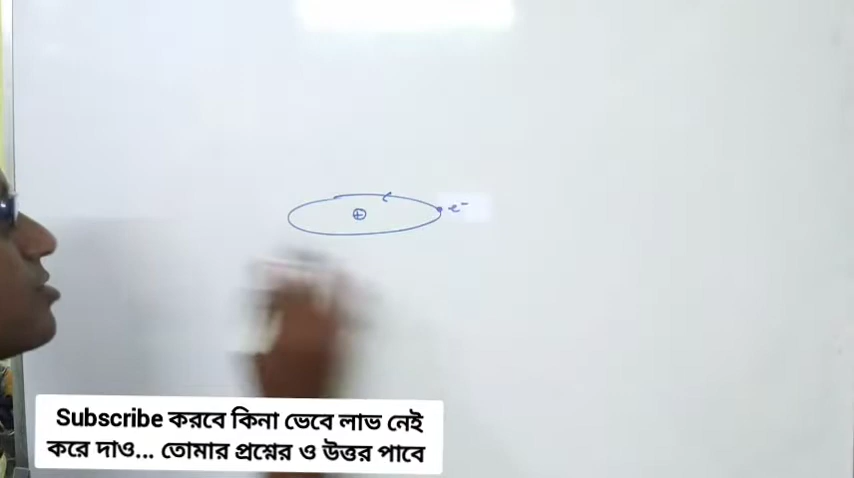 +
e⁻
Subscribe করবে কিনা ভেবে লাভ নেই
করে দাও... তোমার প্রশ্নের ও উত্তর পাবে